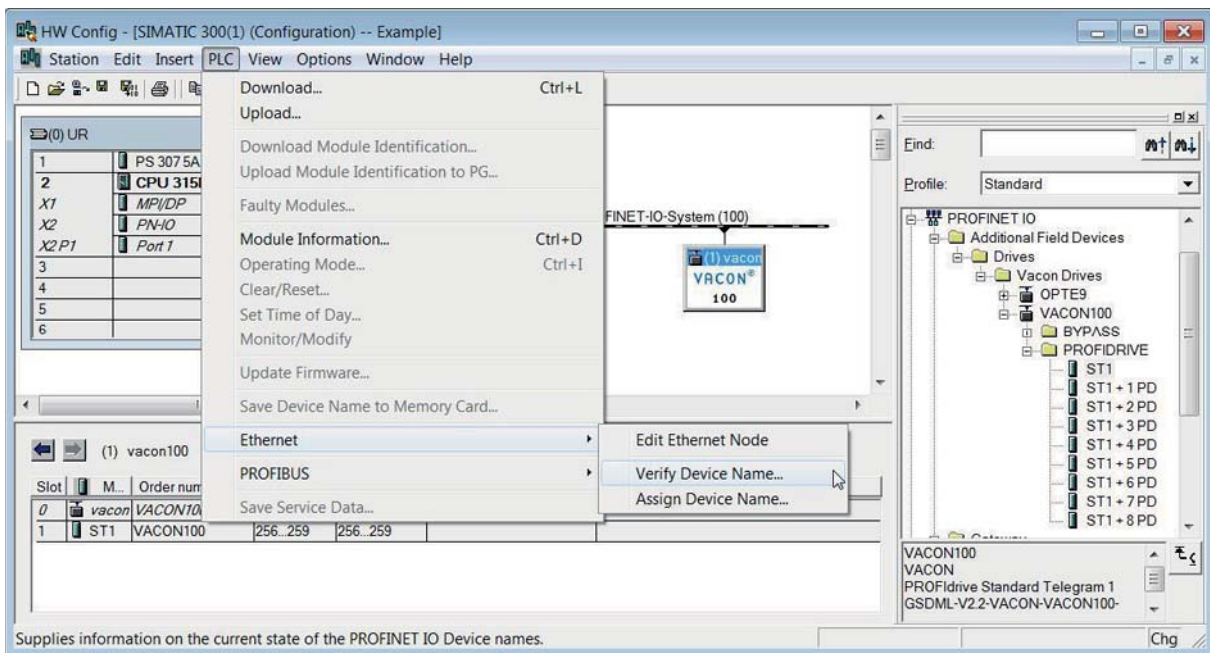 HW Config - [SIMATIC 300(1) (Configuration) -- Example]
Station Edit Insert PLC View Options Window Help
(0) UR
1 PS 307 5A
2 CPU 315
X1 MPI/DP
X2 PN-IO
X2 P1 Port 1
3
4
5
6
Download... Ctrl+L
Upload...
Download Module Identification...
Upload Module Identification to PG...
Faulty Modules...
Module Information... Ctrl+D
Operating Mode... Ctrl+I
Clear/Reset...
Set Time of Day...
Monitor/Modify
Update Firmware...
Save Device Name to Memory Card...
Ethernet
PROFIBUS
Save Service Data...
Edit Ethernet Node
Verify Device Name...
Assign Device Name...
FINET-IO-System (100)
(1) vacon
VACON®
100
(1) vacon100
Slot M... Order num
0 vacon VACON10
1 ST1 VACON100 256...259 256...259
Find:
Profile: Standard
PROFINET IO
Additional Field Devices
Drives
Vacon Drives
OPTE9
VACON100
BYPASS
PROFIDRIVE
ST1
ST1 + 1 PD
ST1 + 2 PD
ST1 + 3 PD
ST1 + 4 PD
ST1 + 5 PD
ST1 + 6 PD
ST1 + 7 PD
ST1 + 8 PD
VACON100
VACON
PROFIdrive Standard Telegram 1
GSDML-V2.2-VACON-VACON100-
Supplies information on the current state of the PROFINET IO Device names.
Chg